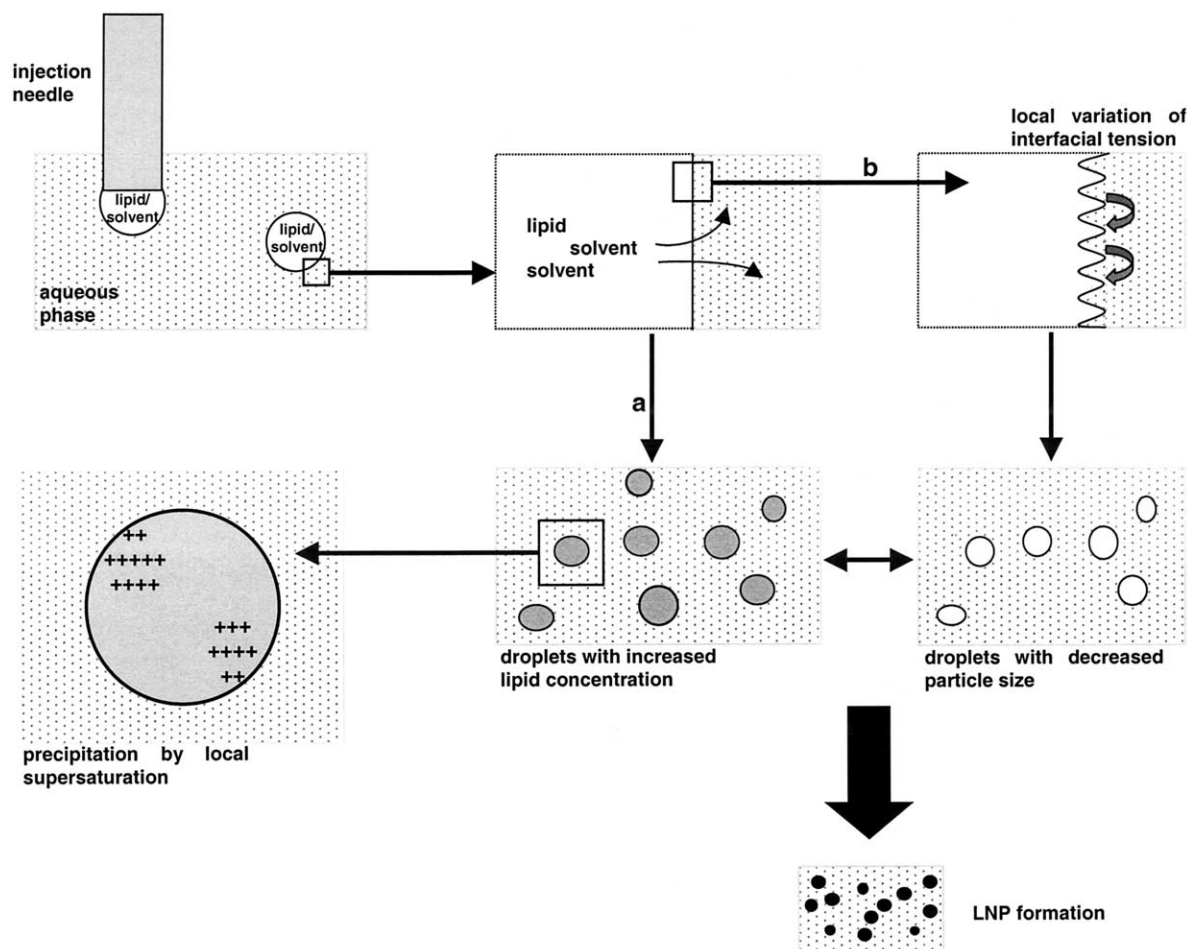 injection
needle
lipid/
solvent
lipid/
solvent
aqueous
phase
lipid
solvent
solvent
b
local variation of
interfacial tension
a
++
+++++
++++
+++
++++
++
precipitation by local
supersaturation
droplets with increased
lipid concentration
droplets with decreased
particle size
LNP formation